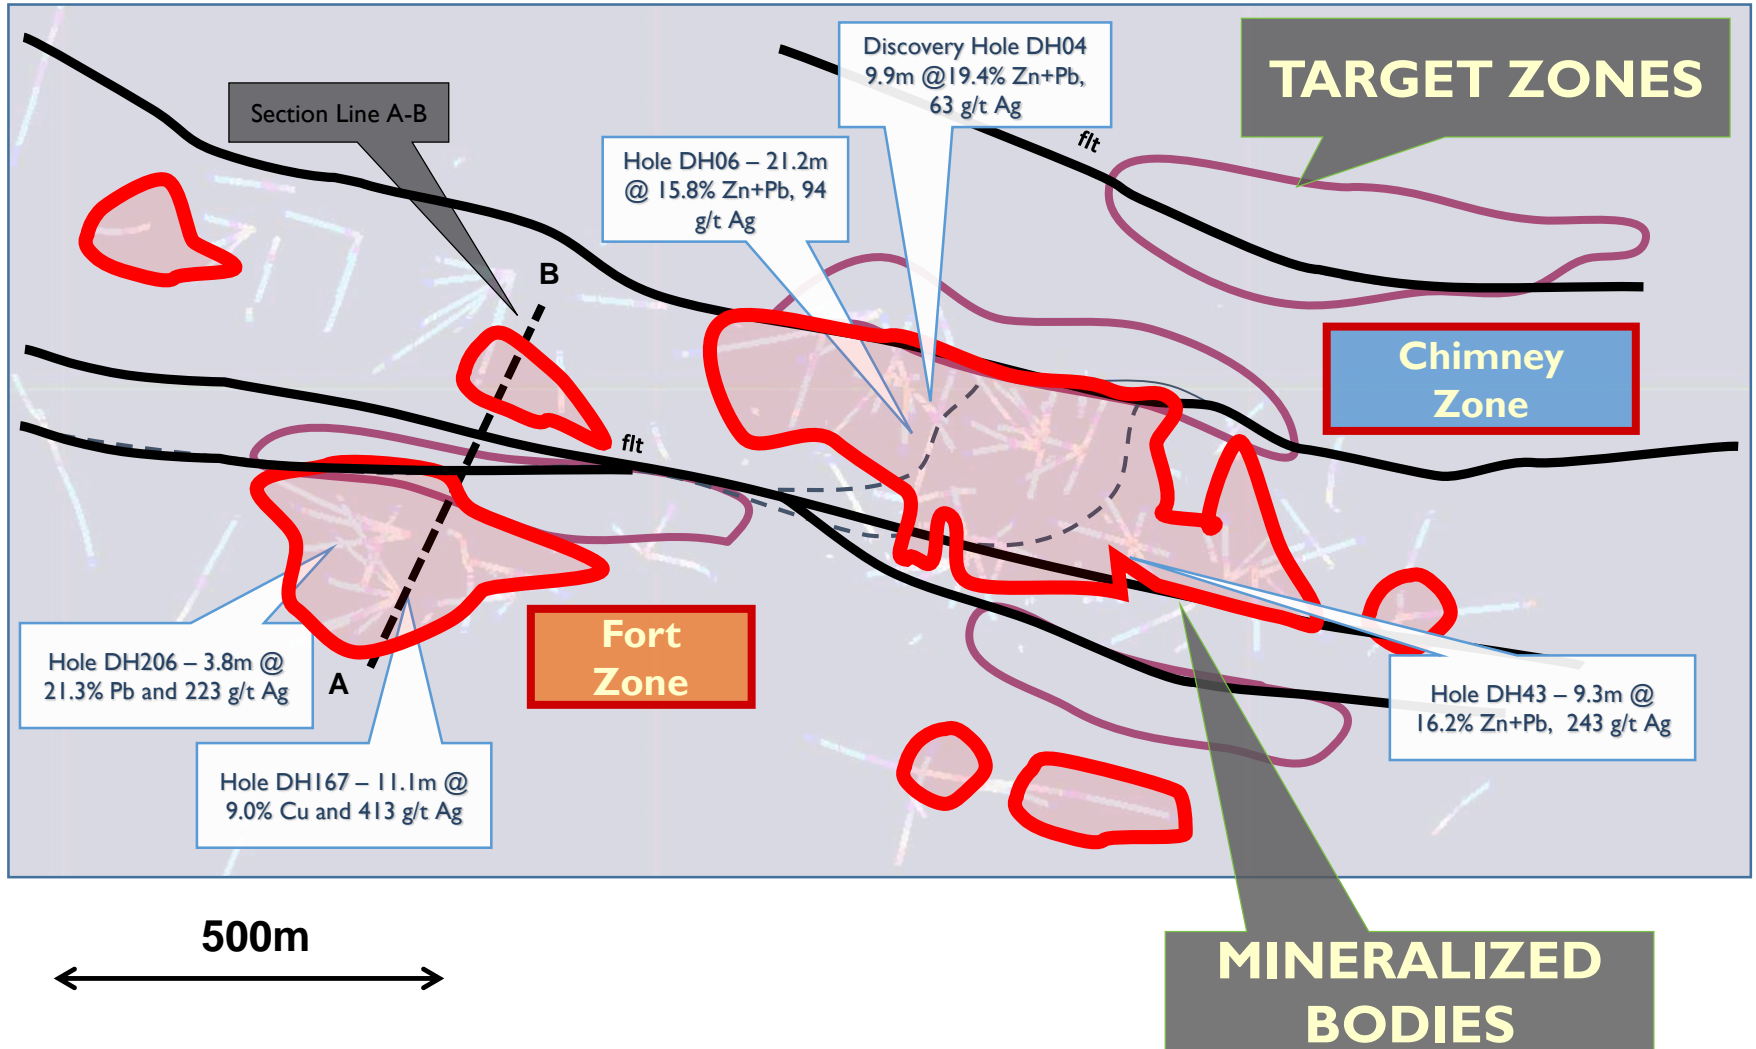 Discovery Hole DH04
9.9m @19.4% Zn+Pb,
63 g/t Ag
TARGET ZONES
Section Line A-B
flt
Hole DH06 – 21.2m
@ 15.8% Zn+Pb, 94
g/t Ag
B
Chimney
Zone
flt
Fort
Zone
Hole DH206 – 3.8m @
21.3% Pb and 223 g/t Ag
A
Hole DH43 – 9.3m @
16.2% Zn+Pb, 243 g/t Ag
Hole DH167 – 11.1m @
9.0% Cu and 413 g/t Ag
500m
MINERALIZED
BODIES